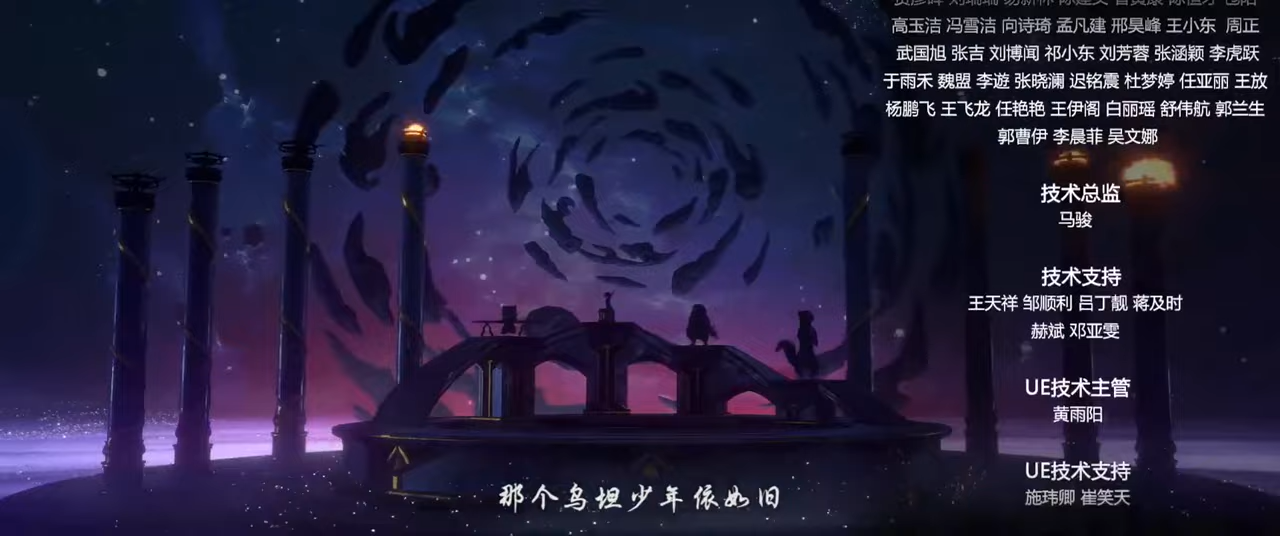 高玉洁 冯雪洁 向诗琦 孟凡建 邢昊峰 王小东 周正
武国旭 张吉 刘博闻 祁小东 刘芳蓉 张涵颖 李虎跃
于雨禾 魏盟 李遊 张晓澜 迟铭震 杜梦婷 任亚丽 王放
杨鹏飞 王飞龙 任艳艳 王伊阁 白丽瑶 舒伟航 郭兰生
郭曹伊 李晨菲 吴文娜
技术总监
马骏
技术支持
王天祥 邹顺利 吕丁靓 蒋及时
赫斌 邓亚雯
UE技术主管
黄雨阳
UE技术支持
施玮卿 崔笑天
那个乌坦少年依如旧